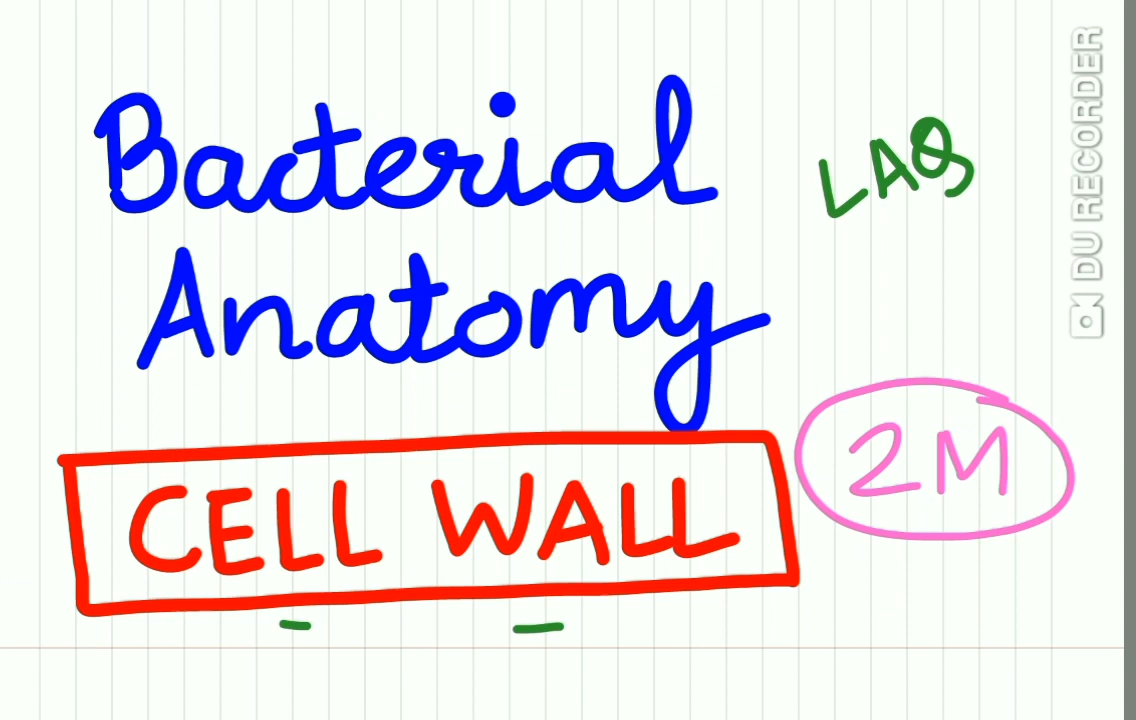 Bacterial
Anatomy
LAQ
CELL WALL
2M
DU RECORDER